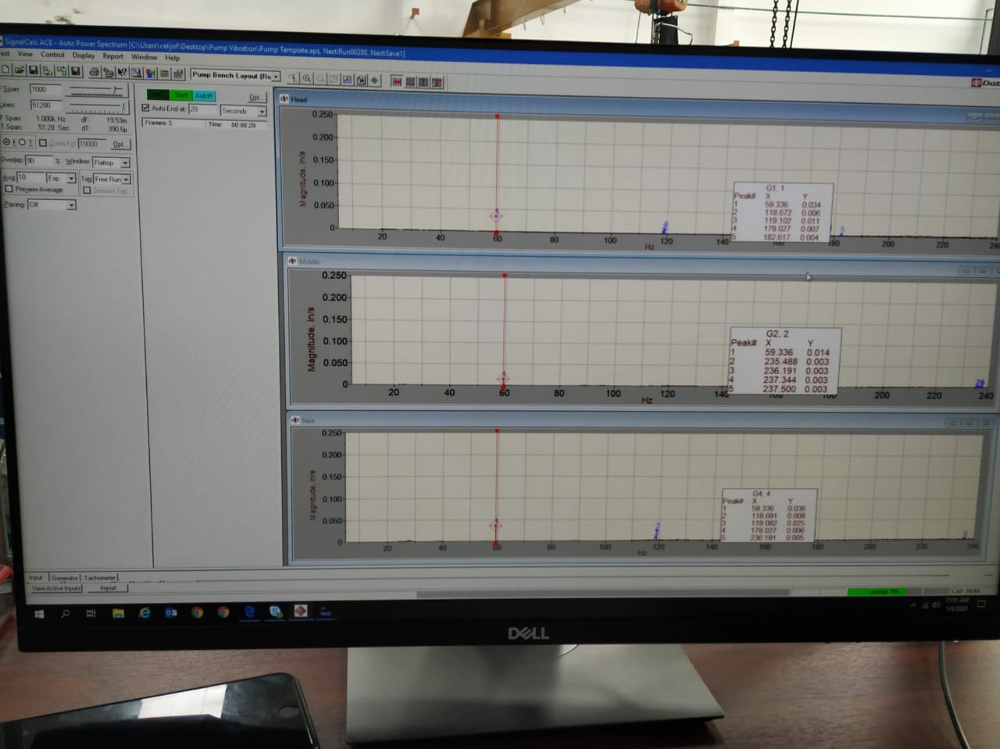 SignalCalc ACE - Auto Power Spectrum [C:\Users\celijof\Desktop\Pump Vibration\Pump Template.aps, Next:Run00280, Next:Save1]
View Control Display Report Window Help
Pump Bench Layout (Ru
Span: 1000
Lines: 51200
F Span: 1.000k Hz dF: 19.53m
T Span: 51.20 Sec dT: 390.6µ
F T Zoom Fct 10000 Opt...
Overlap: 90 % Window Flattop
Avg: 10 Exp Trig: Free Run
Preview Average Session Trig
Pacing: Off
Start AutoR Opt...
Auto End at: 20 Seconds
Frames: 3 Time: 00:00:29
Head
0.250
0.200
0.150
0.100
0.050
0
Magnitude, in/s
20 40 60 80 100 120 140 160 200 220 240
Hz
G1, 1
Peak# X Y
1 59.336 0.034
2 118.672 0.006
3 119.102 0.011
4 178.027 0.007
5 182.617 0.004
Middle
0.250
0.200
0.150
0.100
0.050
0
Magnitude, in/s
20 40 60 80 100 120 140 160 180 200 220 240
Hz
G2, 2
Peak# X Y
1 59.336 0.014
2 235.488 0.003
3 236.191 0.003
4 237.344 0.003
5 237.500 0.003
Base
0.250
0.200
0.150
0.100
0.050
0
Magnitude, in/s
20 40 60 80 100 120 140 160 180 200 220 240
Hz
G4, 4
Peak# X Y
1 59.336 0.036
2 118.691 0.008
3 119.082 0.025
4 178.027 0.006
5 236.191 0.005
Input Generator Tachometer
View Active Inputs Import
CAP NUM
11:51 AM
DELL